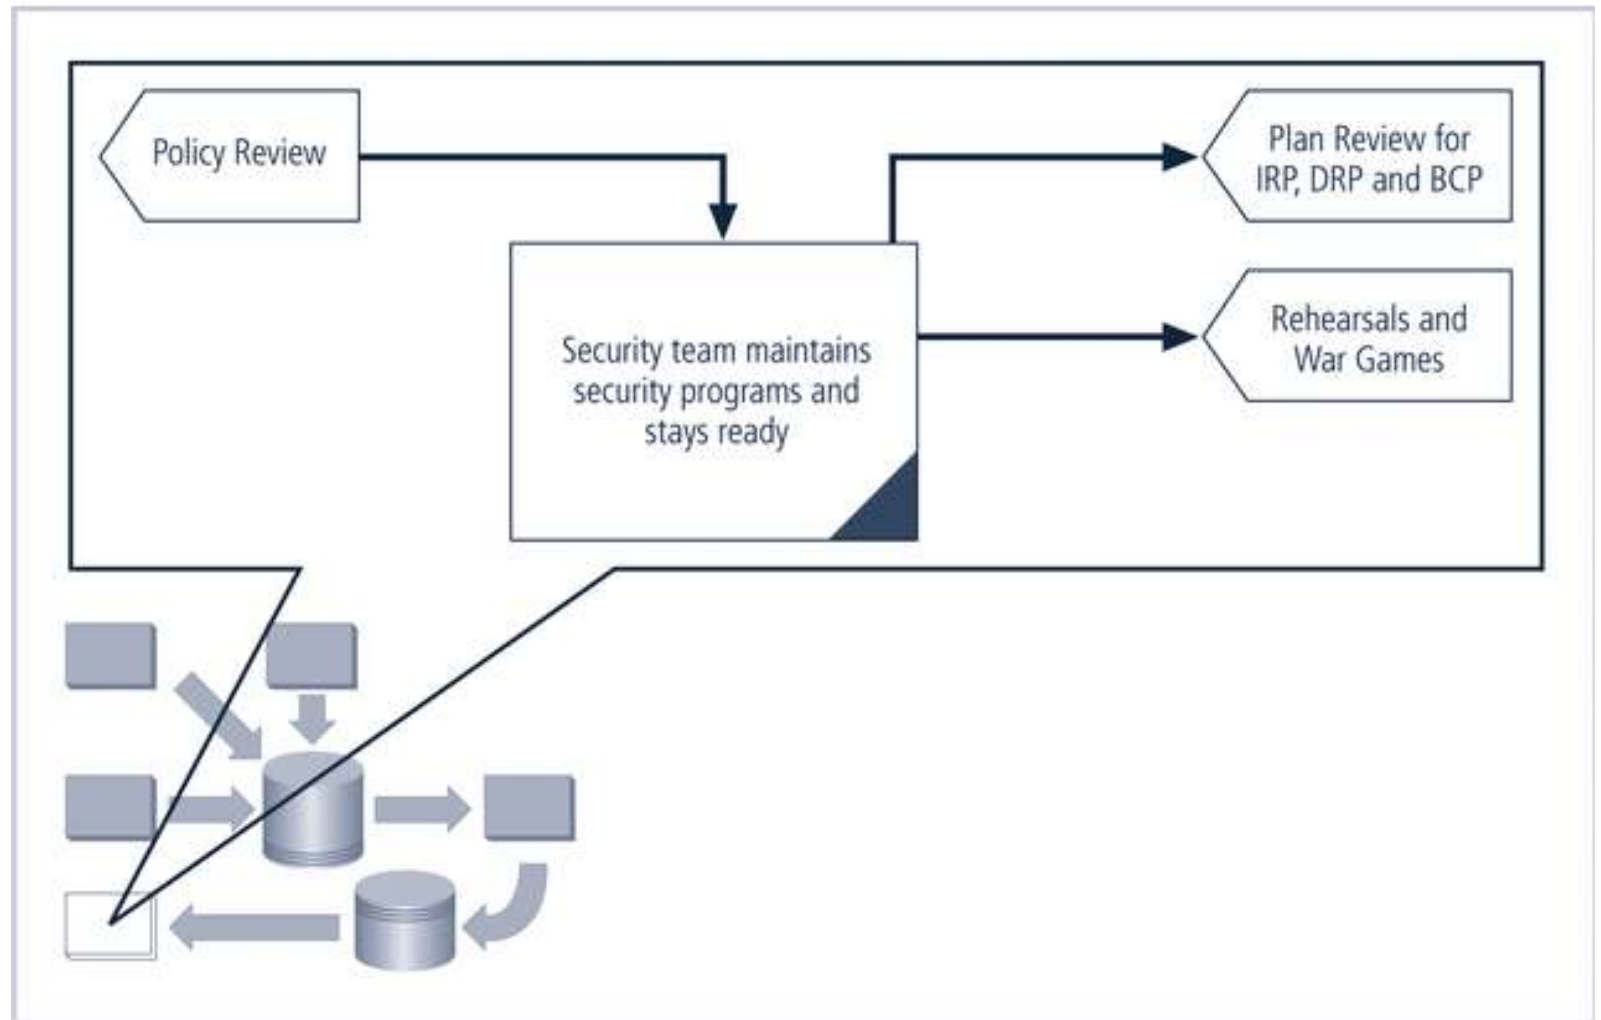 Policy Review
Plan Review for
IRP, DRP and BCP
Security team maintains
security programs and
stays ready
Rehearsals and
War Games